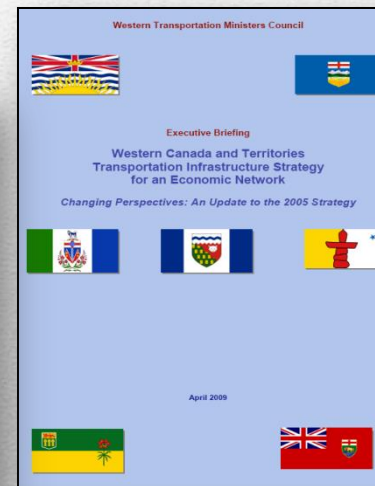 Western Transportation Ministers Council
Executive Briefing
Western Canada and Territories
Transportation Infrastructure Strategy
for an Economic Network
Changing Perspectives: An Update to the 2005 Strategy
April 2009